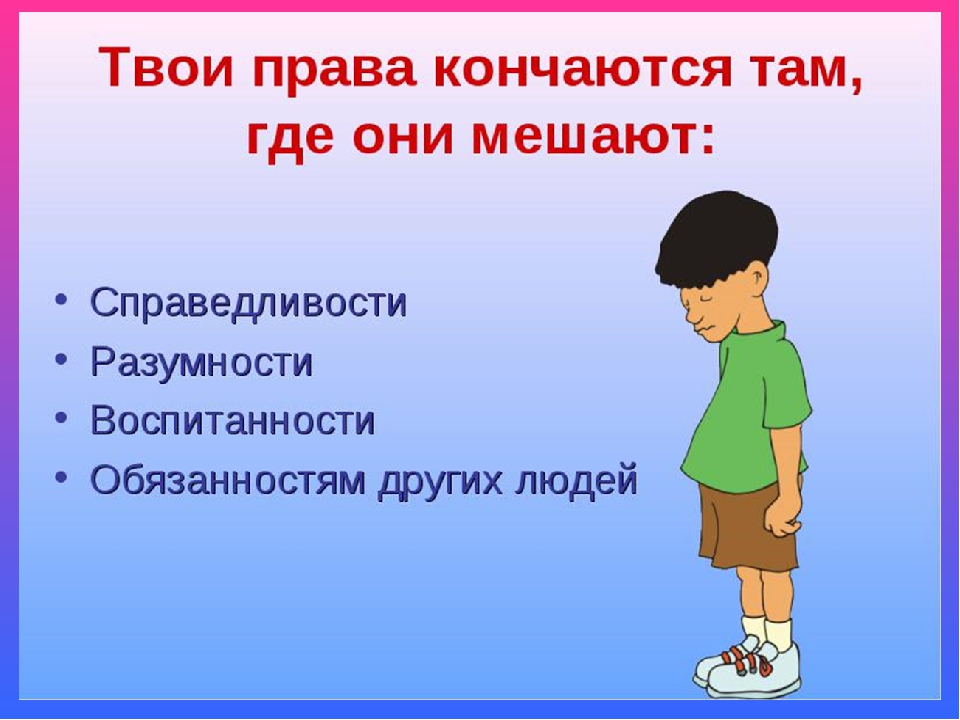 Твои права кончаются там,
где они мешают:
• Справедливости
• Разумности
• Воспитанности
• Обязанностям других людей